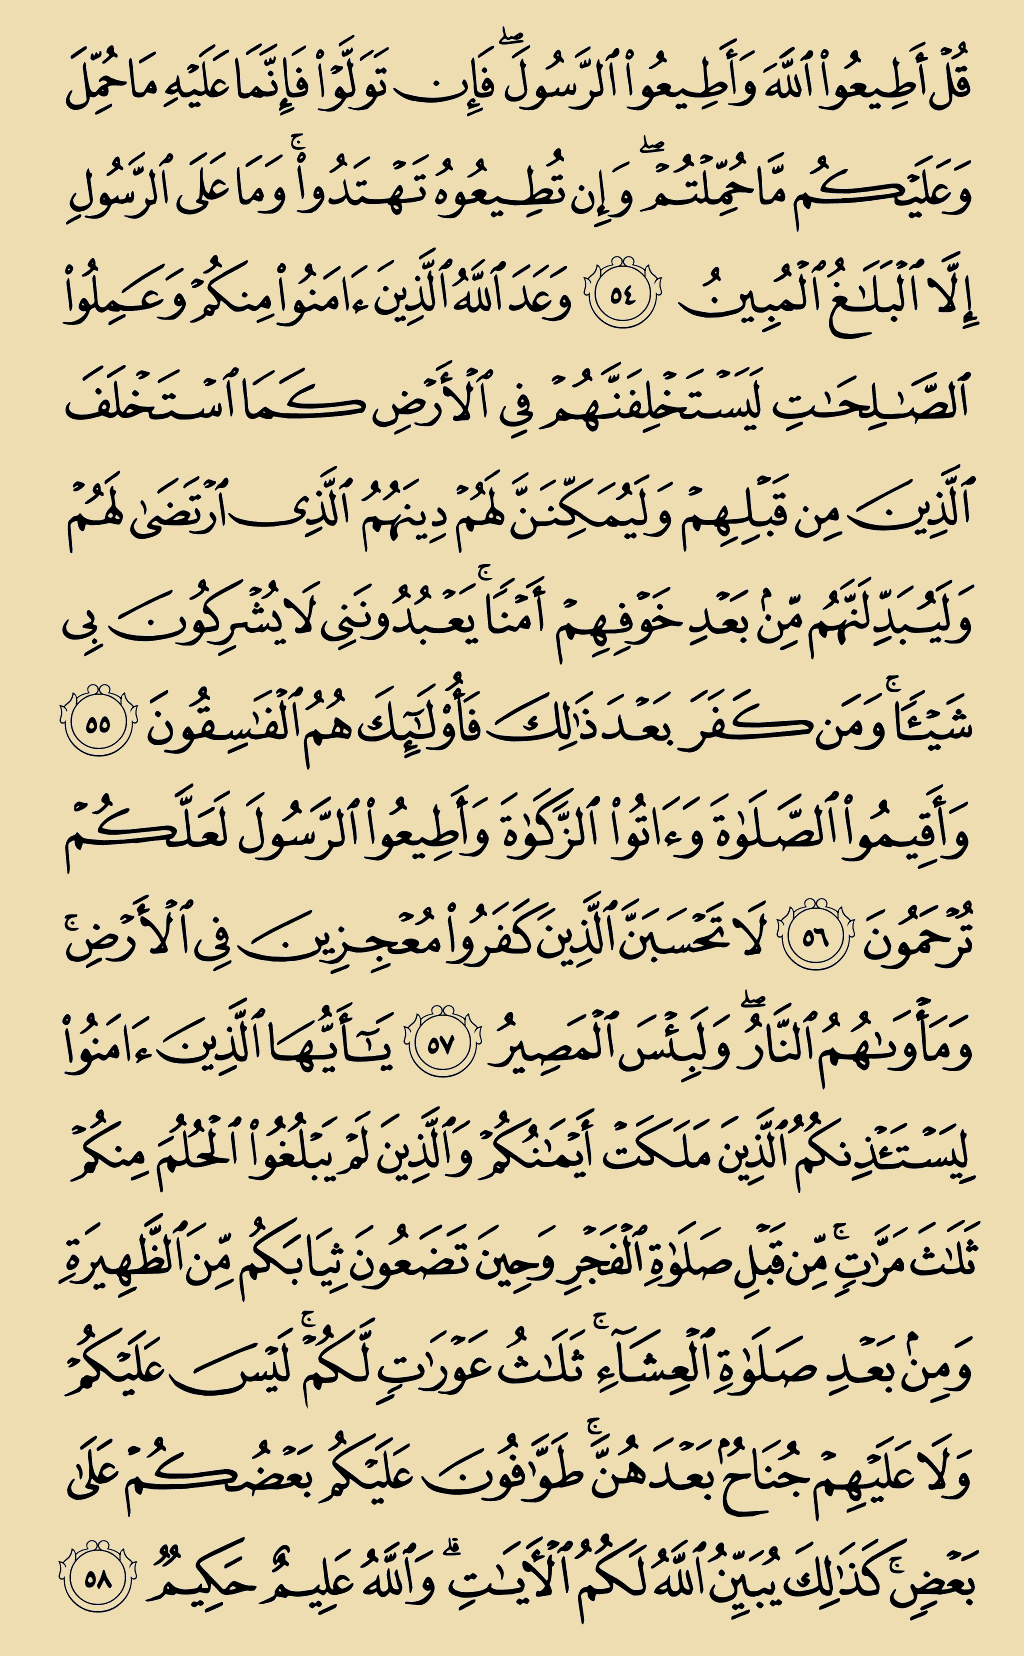 قُلْ أَطِيعُوا۟ ٱللَّهَ وَأَطِيعُوا۟ ٱلرَّسُولَ ۖ فَإِن تَوَلَّوْا۟ فَإِنَّمَا عَلَيْهِ مَا حُمِّلَ
وَعَلَيْكُم مَّا حُمِّلْتُمْ ۖ وَإِن تُطِيعُوهُ تَهْتَدُوا۟ ۚ وَمَا عَلَى ٱلرَّسُولِ
إِلَّا ٱلْبَلَـٰغُ ٱلْمُبِينُ ٥٤ وَعَدَ ٱللَّهُ ٱلَّذِينَ ءَامَنُوا۟ مِنكُمْ وَعَمِلُوا۟
ٱلصَّـٰلِحَـٰتِ لَيَسْتَخْلِفَنَّهُمْ فِى ٱلْأَرْضِ كَمَا ٱسْتَخْلَفَ
ٱلَّذِينَ مِن قَبْلِهِمْ وَلَيُمَكِّنَنَّ لَهُمْ دِينَهُمُ ٱلَّذِى ٱرْتَضَىٰ لَهُمْ
وَلَيُبَدِّلَنَّهُم مِّنۢ بَعْدِ خَوْفِهِمْ أَمْنًا ۚ يَعْبُدُونَنِى لَا يُشْرِكُونَ بِى
شَيْـًٔا ۚ وَمَن كَفَرَ بَعْدَ ذَٰلِكَ فَأُو۟لَـٰٓئِكَ هُمُ ٱلْفَـٰسِقُونَ ٥٥
وَأَقِيمُوا۟ ٱلصَّلَوٰةَ وَءَاتُوا۟ ٱلزَّكَوٰةَ وَأَطِيعُوا۟ ٱلرَّسُولَ لَعَلَّكُمْ
تُرْحَمُونَ ٥٦ لَا تَحْسَبَنَّ ٱلَّذِينَ كَفَرُوا۟ مُعْجِزِينَ فِى ٱلْأَرْضِ ۚ
وَمَأْوَىٰهُمُ ٱلنَّارُ ۖ وَلَبِئْسَ ٱلْمَصِيرُ ٥٧ يَـٰٓأَيُّهَا ٱلَّذِينَ ءَامَنُوا۟
لِيَسْتَـْٔذِنكُمُ ٱلَّذِينَ مَلَكَتْ أَيْمَـٰنُكُمْ وَٱلَّذِينَ لَمْ يَبْلُغُوا۟ ٱلْحُلُمَ مِنكُمْ
ثَلَـٰثَ مَرَّٰتٍ ۚ مِّن قَبْلِ صَلَوٰةِ ٱلْفَجْرِ وَحِينَ تَضَعُونَ ثِيَابَكُم مِّنَ ٱلظَّهِيرَةِ
وَمِنۢ بَعْدِ صَلَوٰةِ ٱلْعِشَآءِ ۚ ثَلَـٰثُ عَوْرَٰتٍ لَّكُمْ ۚ لَيْسَ عَلَيْكُمْ
وَلَا عَلَيْهِمْ جُنَاحٌۢ بَعْدَهُنَّ ۚ طَوَّٰفُونَ عَلَيْكُم بَعْضُكُمْ عَلَىٰ
بَعْضٍ ۚ كَذَٰلِكَ يُبَيِّنُ ٱللَّهُ لَكُمُ ٱلْـَٔايَـٰتِ ۗ وَٱللَّهُ عَلِيمٌ حَكِيمٌ ٥٨